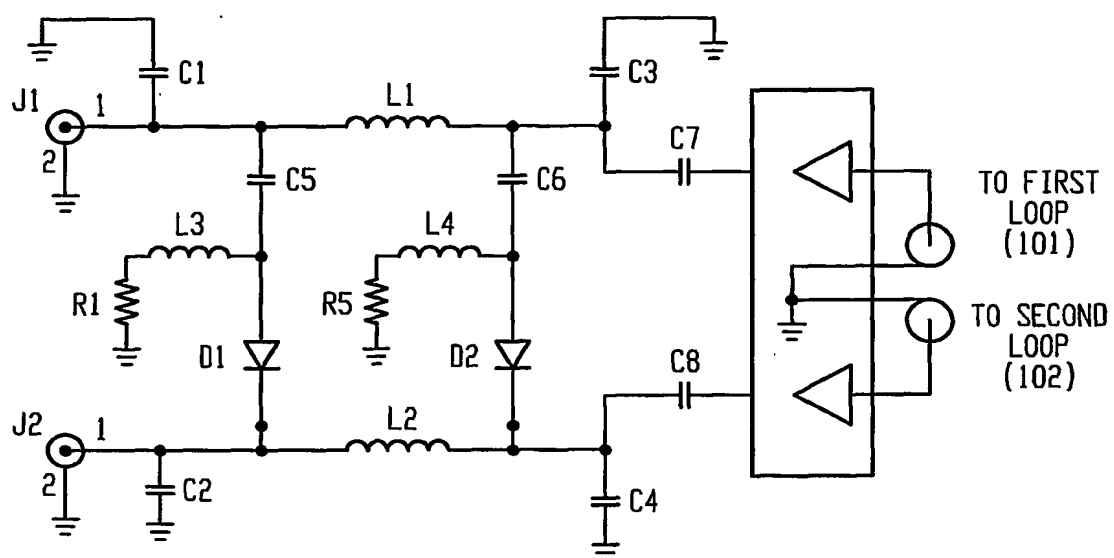 C1
C3
J1
1
L1
2
C7
C5
C6
TO FIRST
LOOP
(101)
L3
L4
R1
R5
TO SECOND
LOOP
(102)
D1
D2
C8
J2
1
L2
2
C2
C4